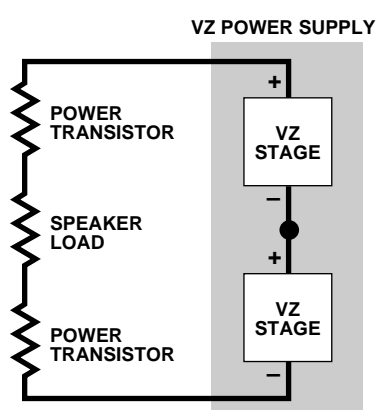 VZ POWER SUPPLY
+
POWER
TRANSISTOR
VZ
STAGE
–
SPEAKER
LOAD
+
VZ
STAGE
POWER
TRANSISTOR
–